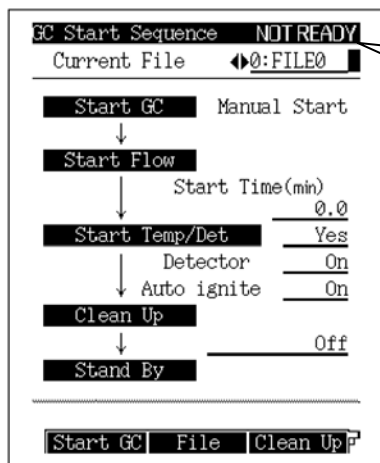 GC Start Sequence NOT READY
Current File ◀▶0:FILE0
Start GC Manual Start
↓
Start Flow
↓ Start Time(min)
0.0
Start Temp/Det Yes
Detector On
↓ Auto ignite On
Clean Up
↓ Off
Stand By
Start GC File Clean Up